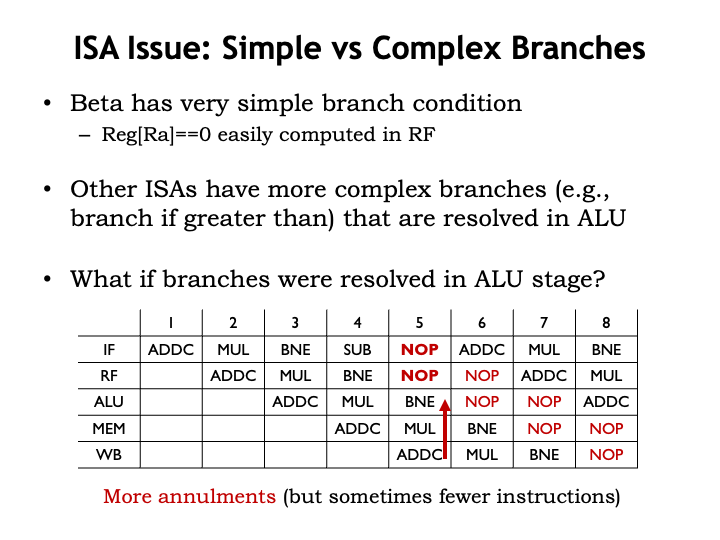 ISA Issue: Simple vs Complex Branches
• Beta has very simple branch condition
– Reg[Ra]==0 easily computed in RF
• Other ISAs have more complex branches (e.g.,
branch if greater than) that are resolved in ALU
• What if branches were resolved in ALU stage?
1 2 3 4 5 6 7 8
IF ADDC MUL BNE SUB NOP ADDC MUL BNE
RF ADDC MUL BNE NOP NOP ADDC MUL
ALU ADDC MUL BNE NOP NOP ADDC
MEM ADDC MUL BNE NOP NOP
WB ADDC MUL BNE NOP
More annulments (but sometimes fewer instructions)